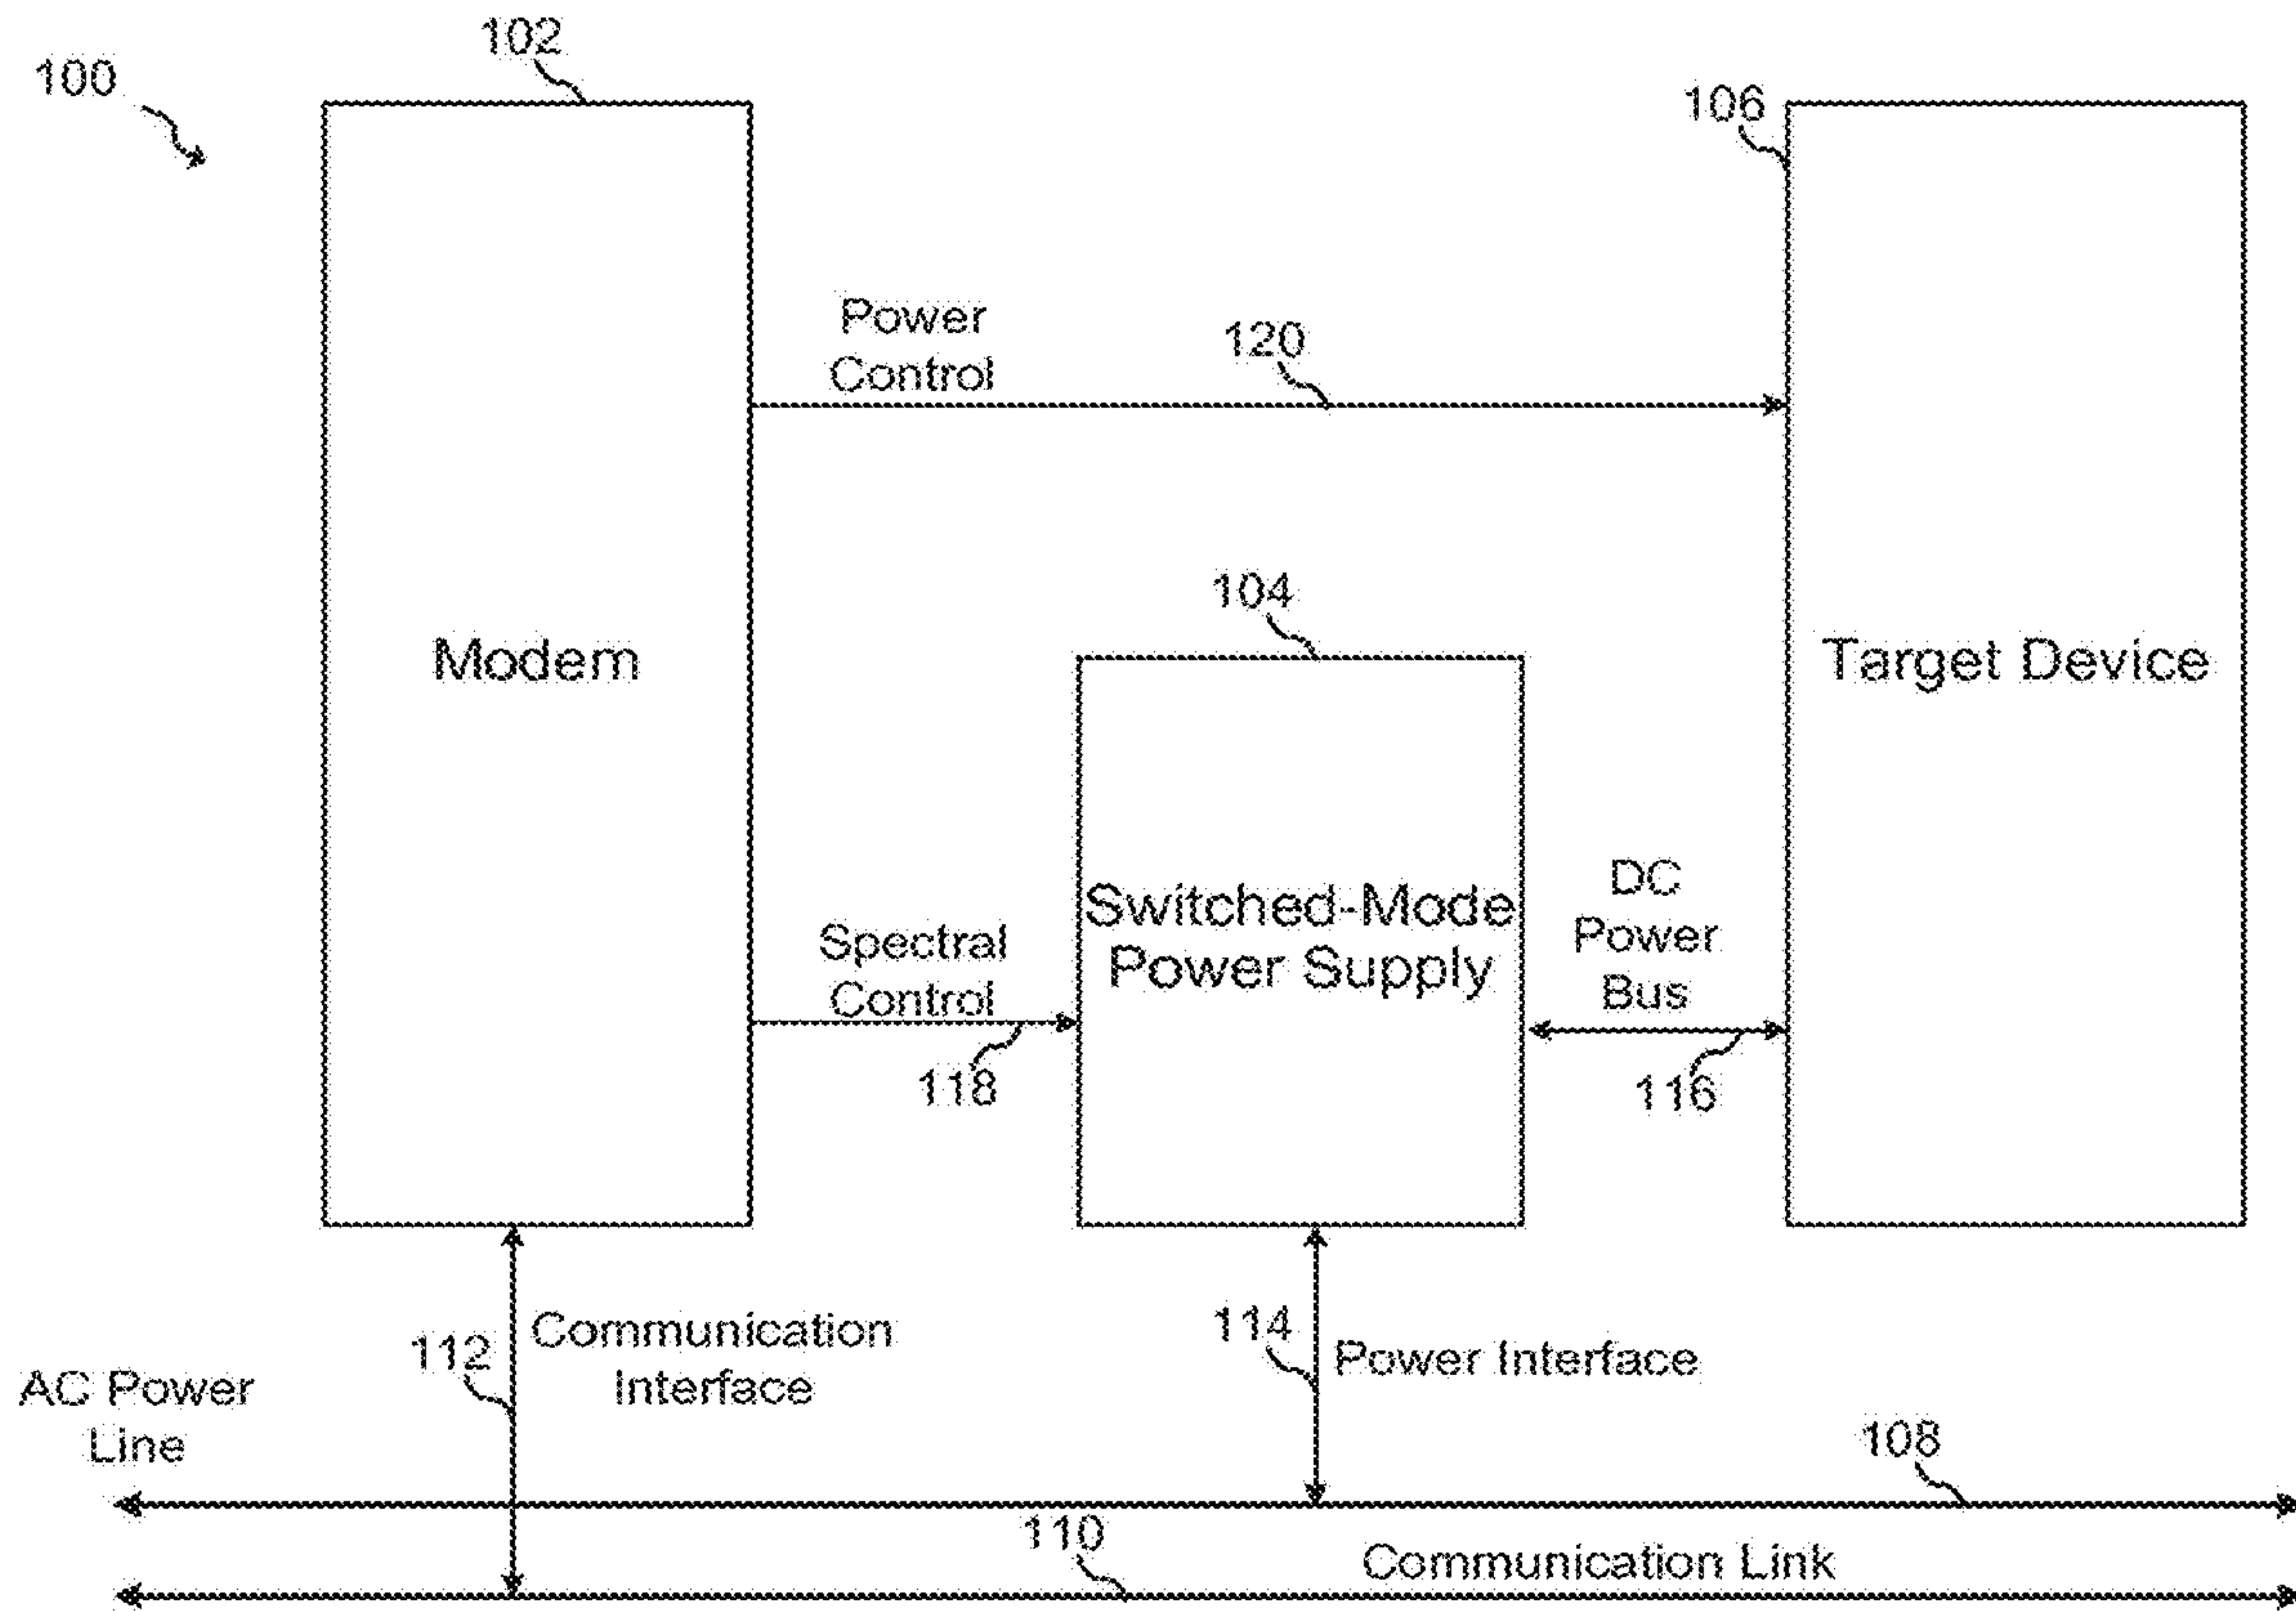 102
100
106
Power
Control
120
104
Modem
Target Device
Switched-Mode
Power Supply
DC
Power
Bus
Spectral
Control
118
116
112
Communication
Interface
114
Power Interface
AC Power
Line
108
110
Communication Link